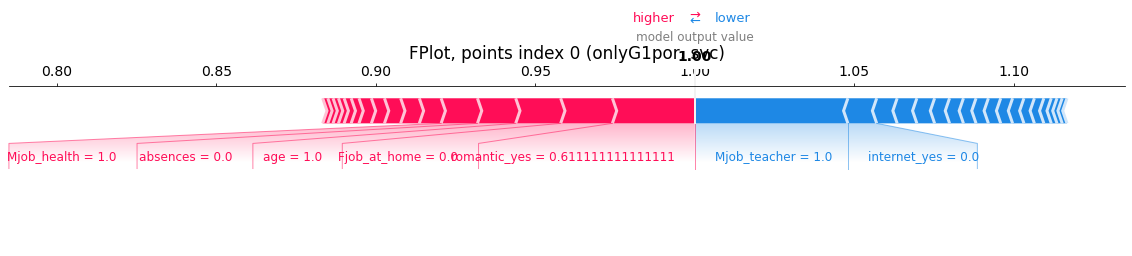 higher ⇄ lower
model output value
FPlot, points index 0 (onlyG1por, svc)
1.00
0.80 0.85 0.90 0.95 1.00 1.05 1.10
Mjob_health = 1.0 absences = 0.0 age = 1.0 Fjob_at_home = 0.0 romantic_yes = 0.611111111111111 Mjob_teacher = 1.0 internet_yes = 0.0